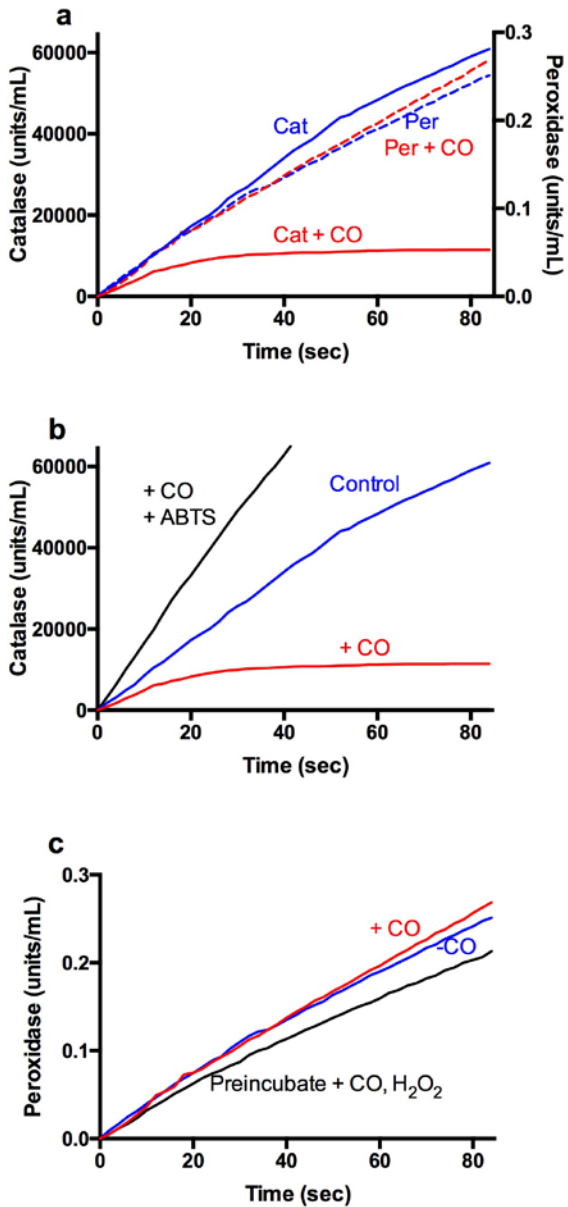 a
Catalase (units/mL)
60000
40000
20000
0
Cat
Per
Per + CO
Cat + CO
0.3
0.2
0.1
0.0
Peroxidase (units/mL)
0 20 40 60 80
Time (sec)
b
Catalase (units/mL)
60000
40000
20000
0
+ CO
+ ABTS
Control
+ CO
0 20 40 60 80
Time (sec)
c
Peroxidase (units/mL)
0.3
0.2
0.1
0.0
+ CO
-CO
Preincubate + CO, H₂O₂
0 20 40 60 80
Time (sec)